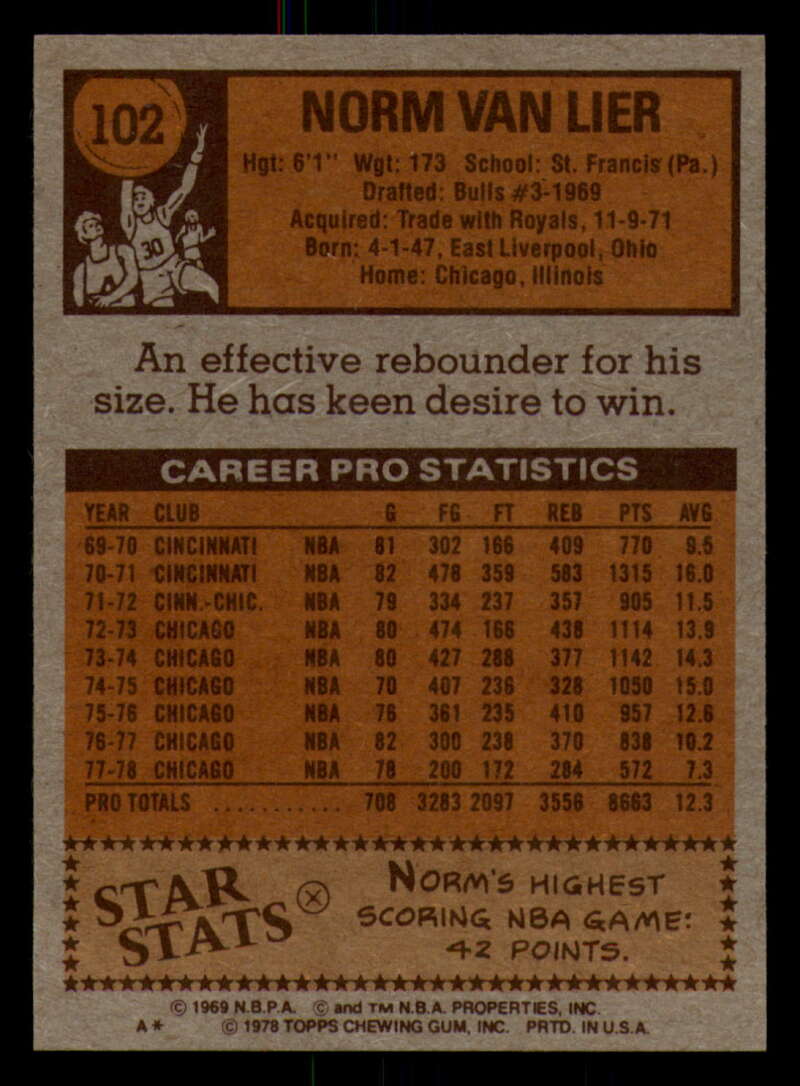 102
NORM VAN LIER
Hgt: 6'1" Wgt: 173 School: St. Francis (Pa.)
Drafted: Bulls #3-1969
Acquired: Trade with Royals, 11-9-71
Born: 4-1-47, East Liverpool, Ohio
Home: Chicago, Illinois
30
An effective rebounder for his
size. He has keen desire to win.
CAREER PRO STATISTICS
YEAR CLUB G FG FT REB PTS AVG
69-70 CINCINNATI NBA 81 302 166 409 770 9.5
70-71 CINCINNATI NBA 82 478 359 583 1315 16.0
71-72 CINN.-CHIC. NBA 79 334 237 357 905 11.5
72-73 CHICAGO NBA 80 474 166 438 1114 13.9
73-74 CHICAGO NBA 80 427 288 377 1142 14.3
74-75 CHICAGO NBA 70 407 236 328 1050 15.0
75-76 CHICAGO NBA 76 361 235 410 957 12.6
76-77 CHICAGO NBA 82 300 238 370 838 10.2
77-78 CHICAGO NBA 78 200 172 284 572 7.3
PRO TOTALS ............ 708 3283 2097 3556 8663 12.3
STAR STATS
NORM'S HIGHEST
SCORING NBA GAME:
42 POINTS.
© 1969 N.B.P.A. © and TM N.B.A. PROPERTIES, INC.
A* © 1978 TOPPS CHEWING GUM, INC. PRTD. IN U.S.A.